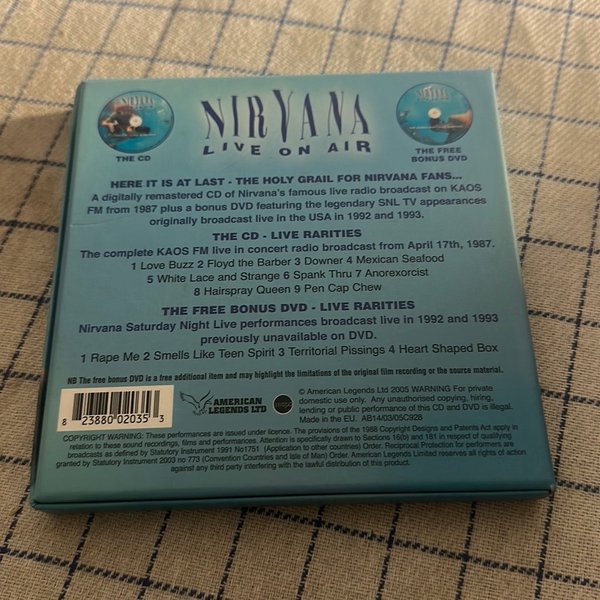 NIRVANA
LIVE ON AIR
THE CD
THE FREE
BONUS DVD
HERE IT IS AT LAST - THE HOLY GRAIL FOR NIRVANA FANS...
A digitally remastered CD of Nirvana's famous live radio broadcast on KAOS
FM from 1987 plus a bonus DVD featuring the legendary SNL TV appearances
originally broadcast live in the USA in 1992 and 1993.
THE CD - LIVE RARITIES
The complete KAOS FM live in concert radio broadcast from April 17th, 1987.
1 Love Buzz 2 Floyd the Barber 3 Downer 4 Mexican Seafood
5 White Lace and Strange 6 Spank Thru 7 Anorexorcist
8 Hairspray Queen 9 Pen Cap Chew
THE FREE BONUS DVD - LIVE RARITIES
Nirvana Saturday Night Live performances broadcast live in 1992 and 1993
previously unavailable on DVD.
1 Rape Me 2 Smells Like Teen Spirit 3 Territorial Pissings 4 Heart Shaped Box
NB The free bonus DVD is a free additional item and may highlight the limitations of the original film recording or the source material.
8 23880 02035 3
AMERICAN
LEGENDS LTD
© American Legends Ltd 2005 WARNING For private
domestic use only. Any unauthorised copying, hiring,
lending or public performance of this CD and DVD is illegal.
Made in the EU. AB14/03/05C928
COPYRIGHT WARNING: These performances are issued under licence. The provisions of the 1988 Copyright Designs and Patents Act apply in
relation to these sound recordings, films and performances. Attention is specifically drawn to Sections 16(b) and 181 in respect of qualifying
broadcasts as defined by Statutory Instrument 1991 No1751 (Application to other countries) Order. Reciprocal Protection for performers are
granted by Statutory Instrument 2003 no 773 (Convention Countries and Isle of Man) Order. American Legends Limited reserves all rights of action
against any third party interfering with the lawful distribution of this product.